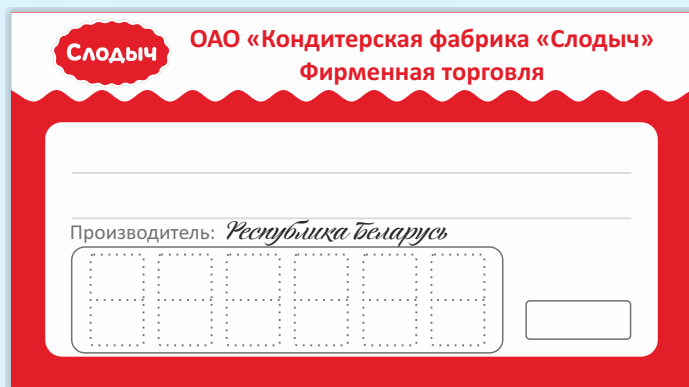 Слодыч
ОАО «Кондитерская фабрика «Слодыч»
Фирменная торговля
Производитель: Республика Беларусь